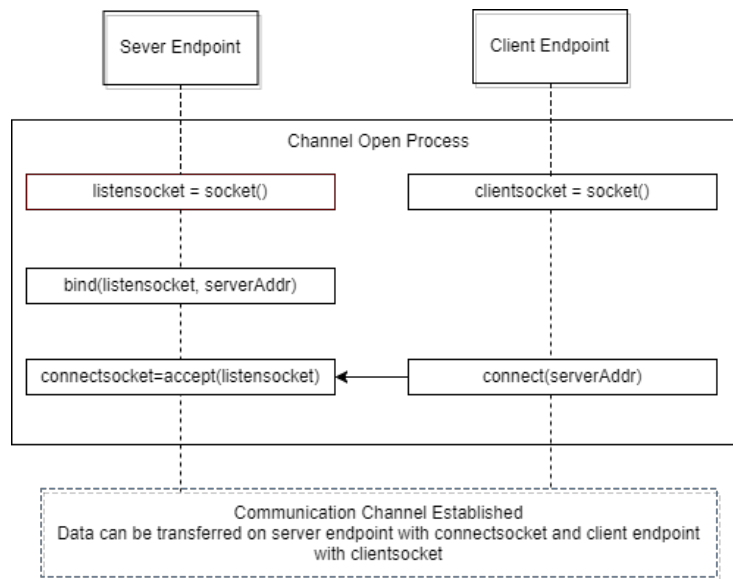 Sever Endpoint
Client Endpoint
Channel Open Process
listensocket = socket()
clientsocket = socket()
bind(listensocket, serverAddr)
connectsocket=accept(listensocket)
connect(serverAddr)
Communication Channel Established
Data can be transferred on server endpoint with connectsocket and client endpoint
with clientsocket